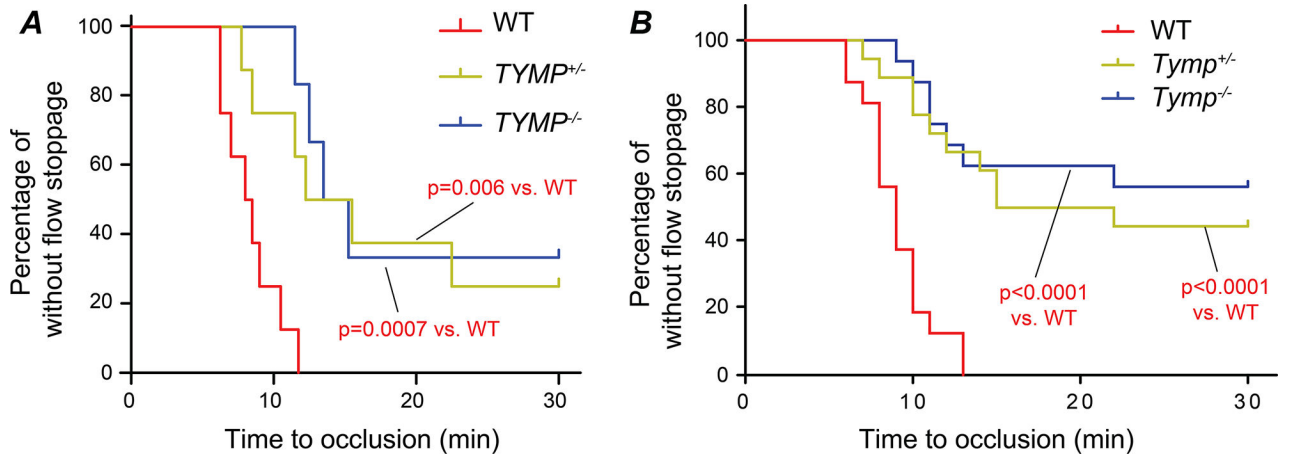 A
WT
TYMP+/-
TYMP-/-
100
80
60
40
20
0
Percentage of
without flow stoppage
p=0.006 vs. WT
p=0.0007 vs. WT
0
10
20
30
Time to occlusion (min)
B
WT
Tymp+/-
Tymp-/-
100
80
60
40
20
0
Percentage of
without flow stoppage
p<0.0001
vs. WT
p<0.0001
vs. WT
0
10
20
30
Time to occlusion (min)